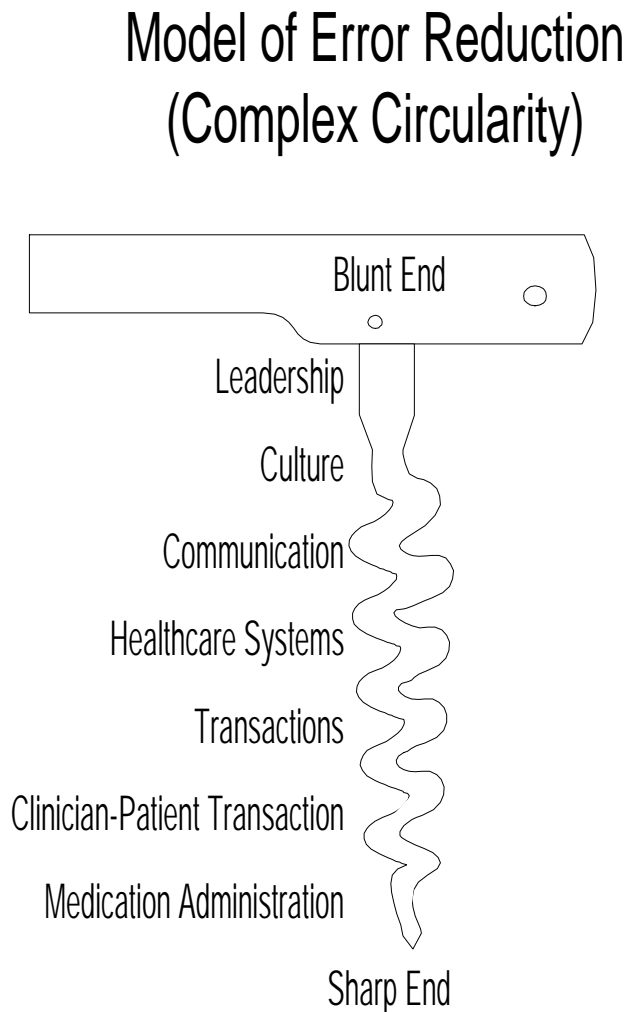 Model of Error Reduction
(Complex Circularity)
Blunt End
Leadership
Culture
Communication
Healthcare Systems
Transactions
Clinician-Patient Transaction
Medication Administration
Sharp End